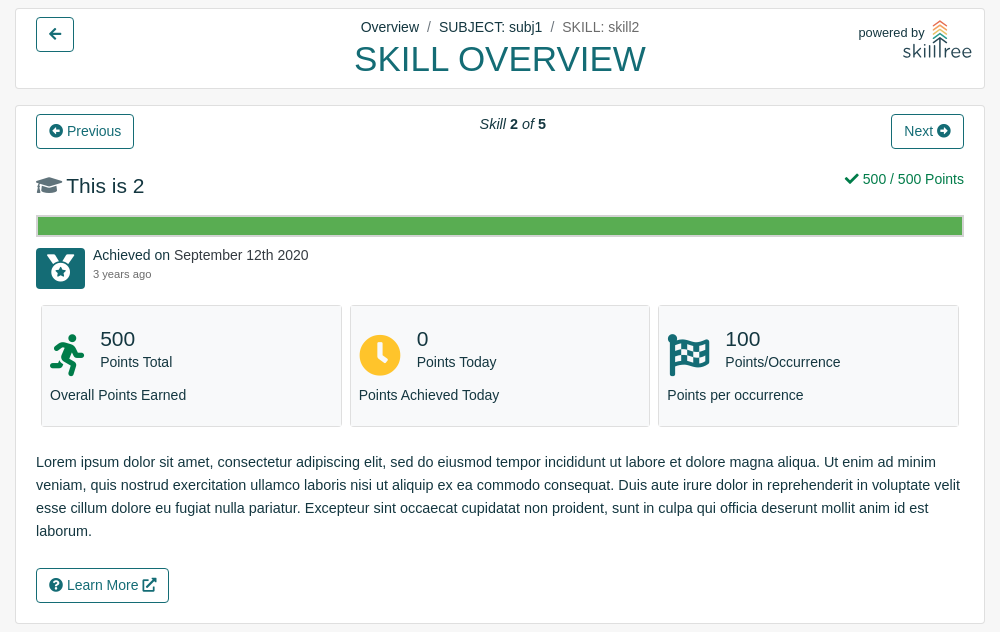 Overview / SUBJECT: subj1 / SKILL: skill2
SKILL OVERVIEW
powered by
skilltree
Previous
Skill 2 of 5
Next
This is 2
500 / 500 Points
Achieved on September 12th 2020
3 years ago
500
Points Total
Overall Points Earned
0
Points Today
Points Achieved Today
100
Points/Occurrence
Points per occurrence
Lorem ipsum dolor sit amet, consectetur adipiscing elit, sed do eiusmod tempor incididunt ut labore et dolore magna aliqua. Ut enim ad minim
veniam, quis nostrud exercitation ullamco laboris nisi ut aliquip ex ea commodo consequat. Duis aute irure dolor in reprehenderit in voluptate velit
esse cillum dolore eu fugiat nulla pariatur. Excepteur sint occaecat cupidatat non proident, sunt in culpa qui officia deserunt mollit anim id est
laborum.
Learn More